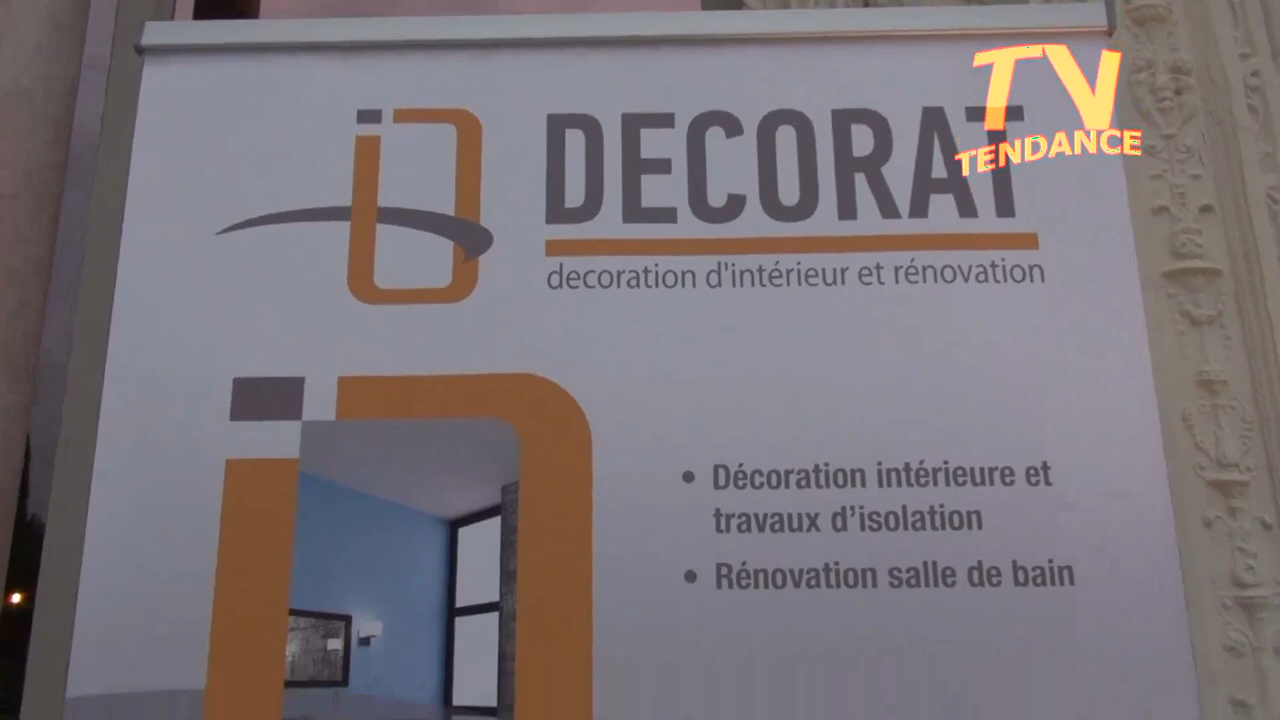 TV
TENDANCE
DECORAT
decoration d'intérieur et rénovation
• Décoration intérieure et
travaux d'isolation
• Rénovation salle de bain